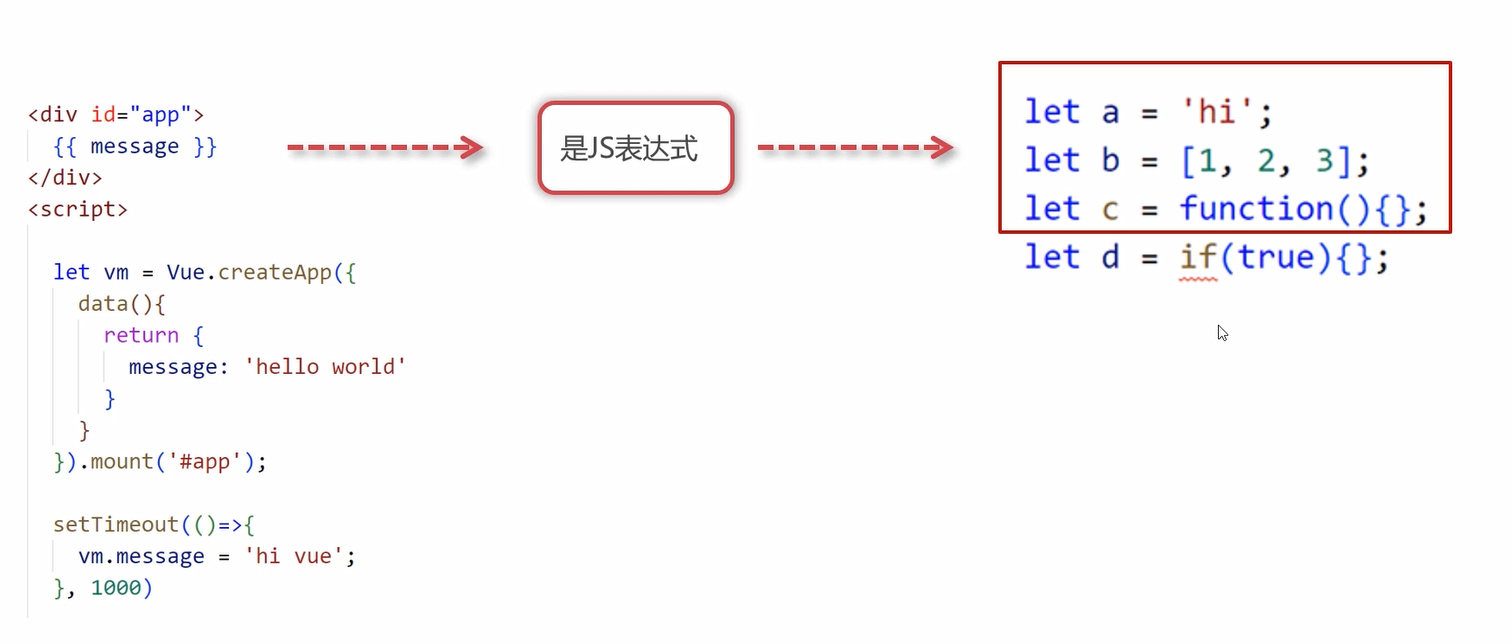 <div id="app">
{{ message }}
</div>
<script>
let vm = Vue.createApp({
data(){
return {
message: 'hello world'
}
}
}).mount('#app');
setTimeout(()=>{
vm.message = 'hi vue';
}, 1000)
是JS表达式
let a = 'hi';
let b = [1, 2, 3];
let c = function(){};
let d = if(true){};